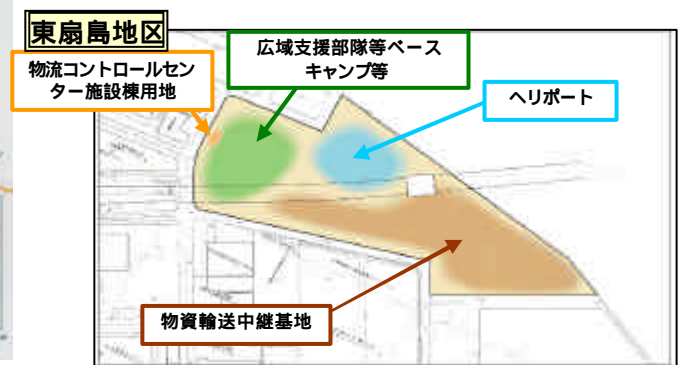 東扇島地区
物流コントロールセン
ター施設棟用地
広域支援部隊等ベース
キャンプ等
ヘリポート
物資輸送中継基地